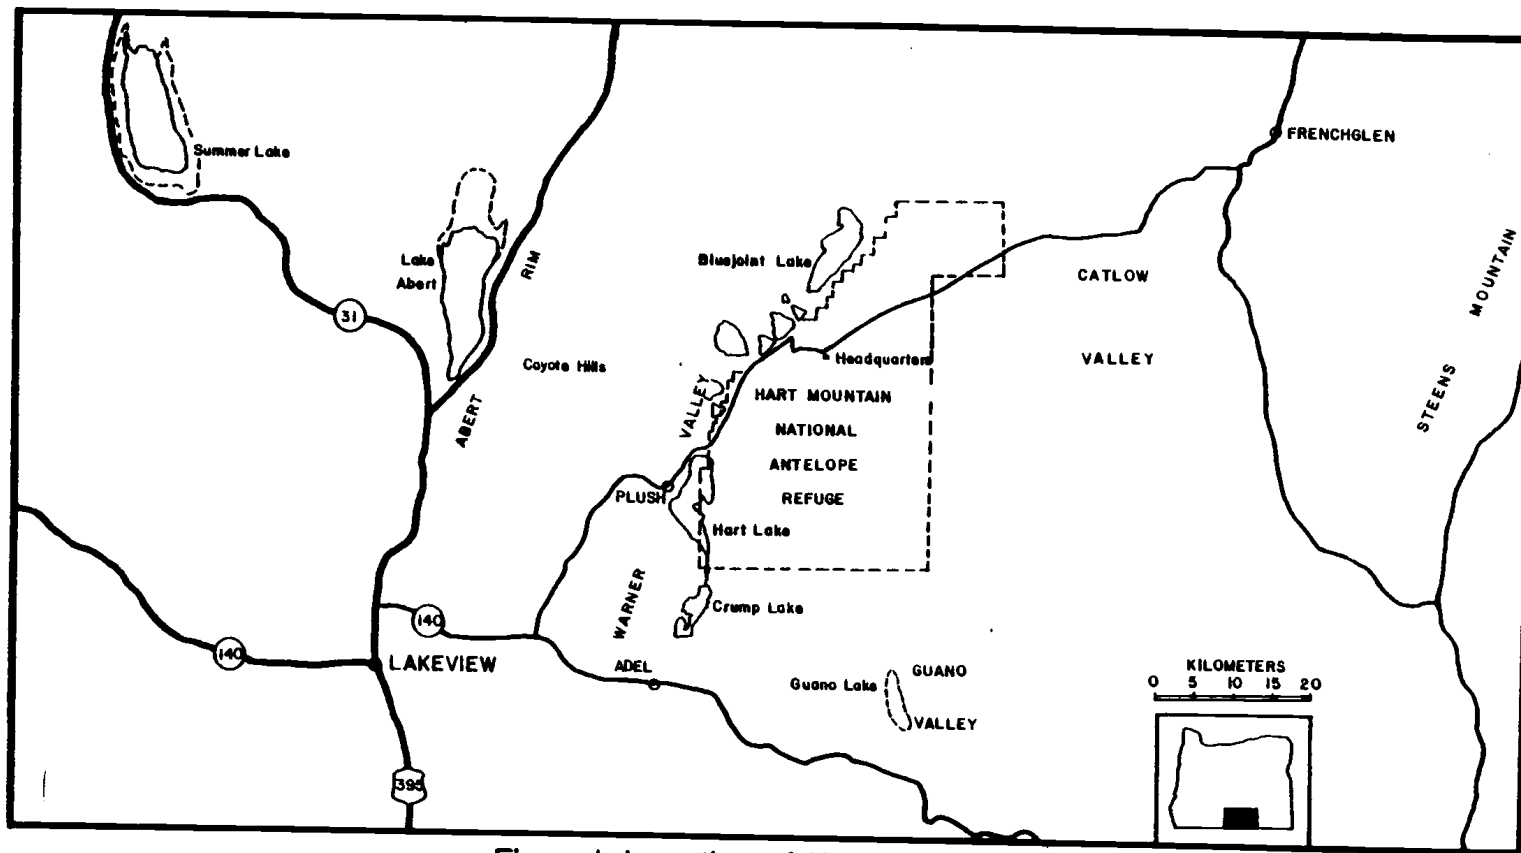 Summer Lake
FRENCHGLEN
Lake
Abert
RIM
Bluejoint Lake
CATLOW
VALLEY
31
Coyote Hills
Headquarters
ABERT
VALLEY
HART MOUNTAIN
NATIONAL
ANTELOPE
REFUGE
STEENS
MOUNTAIN
PLUSH
Hart Lake
WARNER
Crump Lake
140
140
LAKEVIEW
ADEL
Guano Lake
GUANO
VALLEY
KILOMETERS
0 5 10 15 20
395